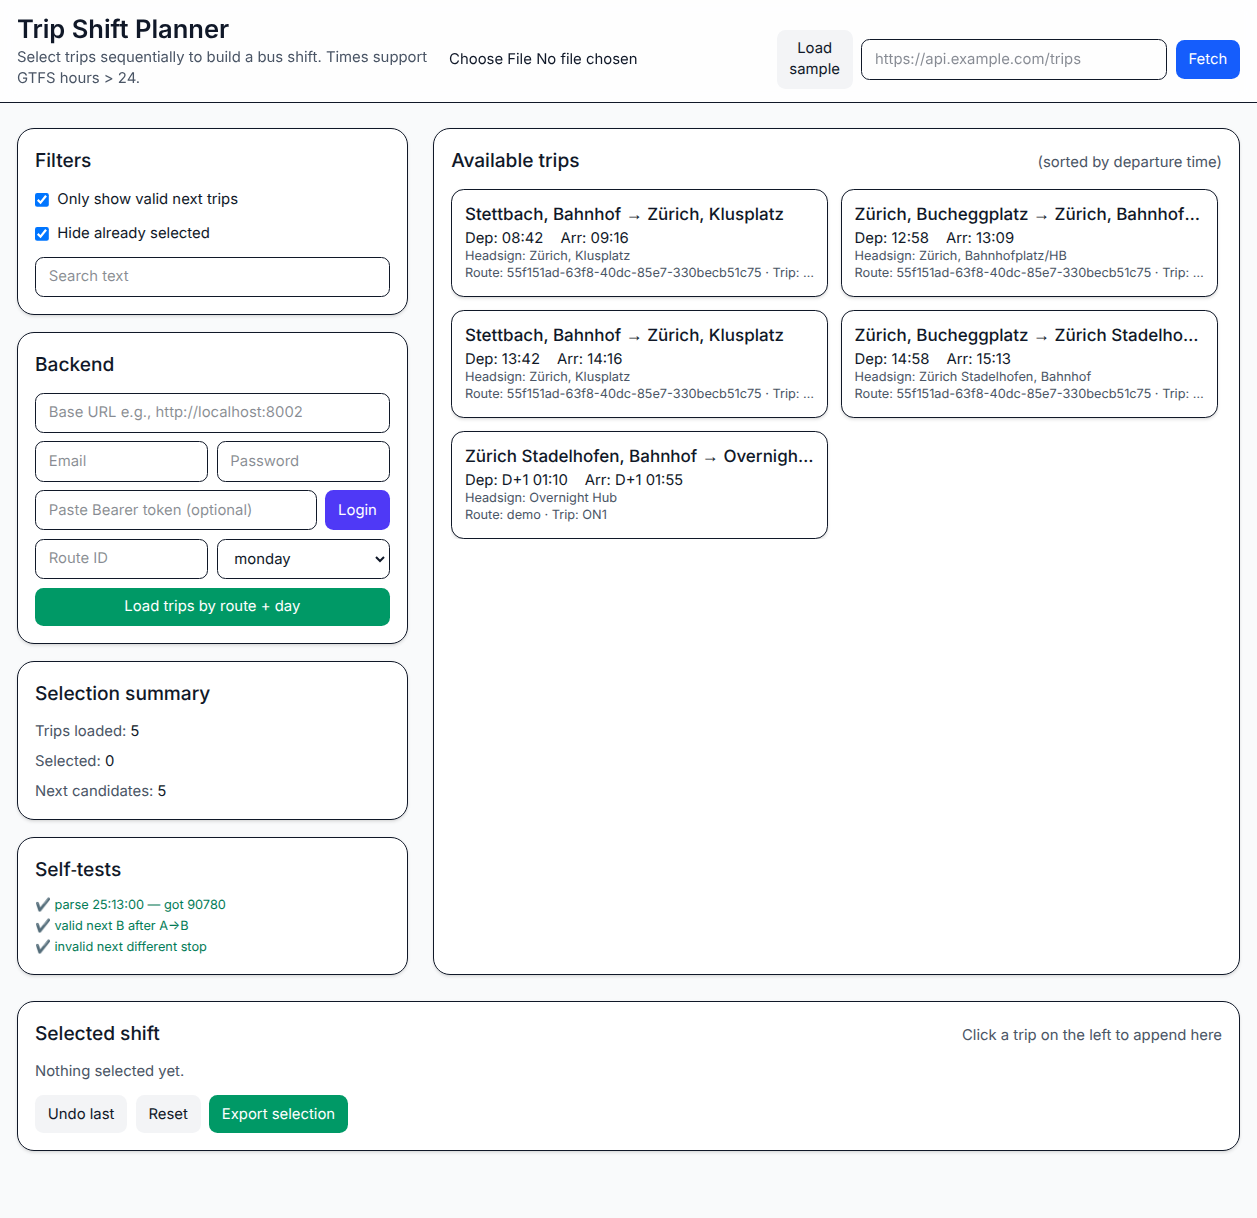 Trip Shift Planner
Select trips sequentially to build a bus shift. Times support
GTFS hours > 24.
Choose File No file chosen
Load
sample
https://api.example.com/trips
Fetch
Filters
Only show valid next trips
Hide already selected
Search text
Backend
Base URL e.g., http://localhost:8002
Email
Password
Paste Bearer token (optional)
Login
Route ID
monday
Load trips by route + day
Selection summary
Trips loaded: 5
Selected: 0
Next candidates: 5
Self-tests
✔ parse 25:13:00 — got 90780
✔ valid next B after A→B
✔ invalid next different stop
Available trips
(sorted by departure time)
Stettbach, Bahnhof → Zürich, Klusplatz
Dep: 08:42 Arr: 09:16
Headsign: Zürich, Klusplatz
Route: 55f151ad-63f8-40dc-85e7-330becb51c75 · Trip: ...
Zürich, Bucheggplatz → Zürich, Bahnhof...
Dep: 12:58 Arr: 13:09
Headsign: Zürich, Bahnhofplatz/HB
Route: 55f151ad-63f8-40dc-85e7-330becb51c75 · Trip: ...
Stettbach, Bahnhof → Zürich, Klusplatz
Dep: 13:42 Arr: 14:16
Headsign: Zürich, Klusplatz
Route: 55f151ad-63f8-40dc-85e7-330becb51c75 · Trip: ...
Zürich, Bucheggplatz → Zürich Stadelho...
Dep: 14:58 Arr: 15:13
Headsign: Zürich Stadelhofen, Bahnhof
Route: 55f151ad-63f8-40dc-85e7-330becb51c75 · Trip: ...
Zürich Stadelhofen, Bahnhof → Overnigh...
Dep: D+1 01:10 Arr: D+1 01:55
Headsign: Overnight Hub
Route: demo · Trip: ON1
Selected shift
Click a trip on the left to append here
Nothing selected yet.
Undo last
Reset
Export selection